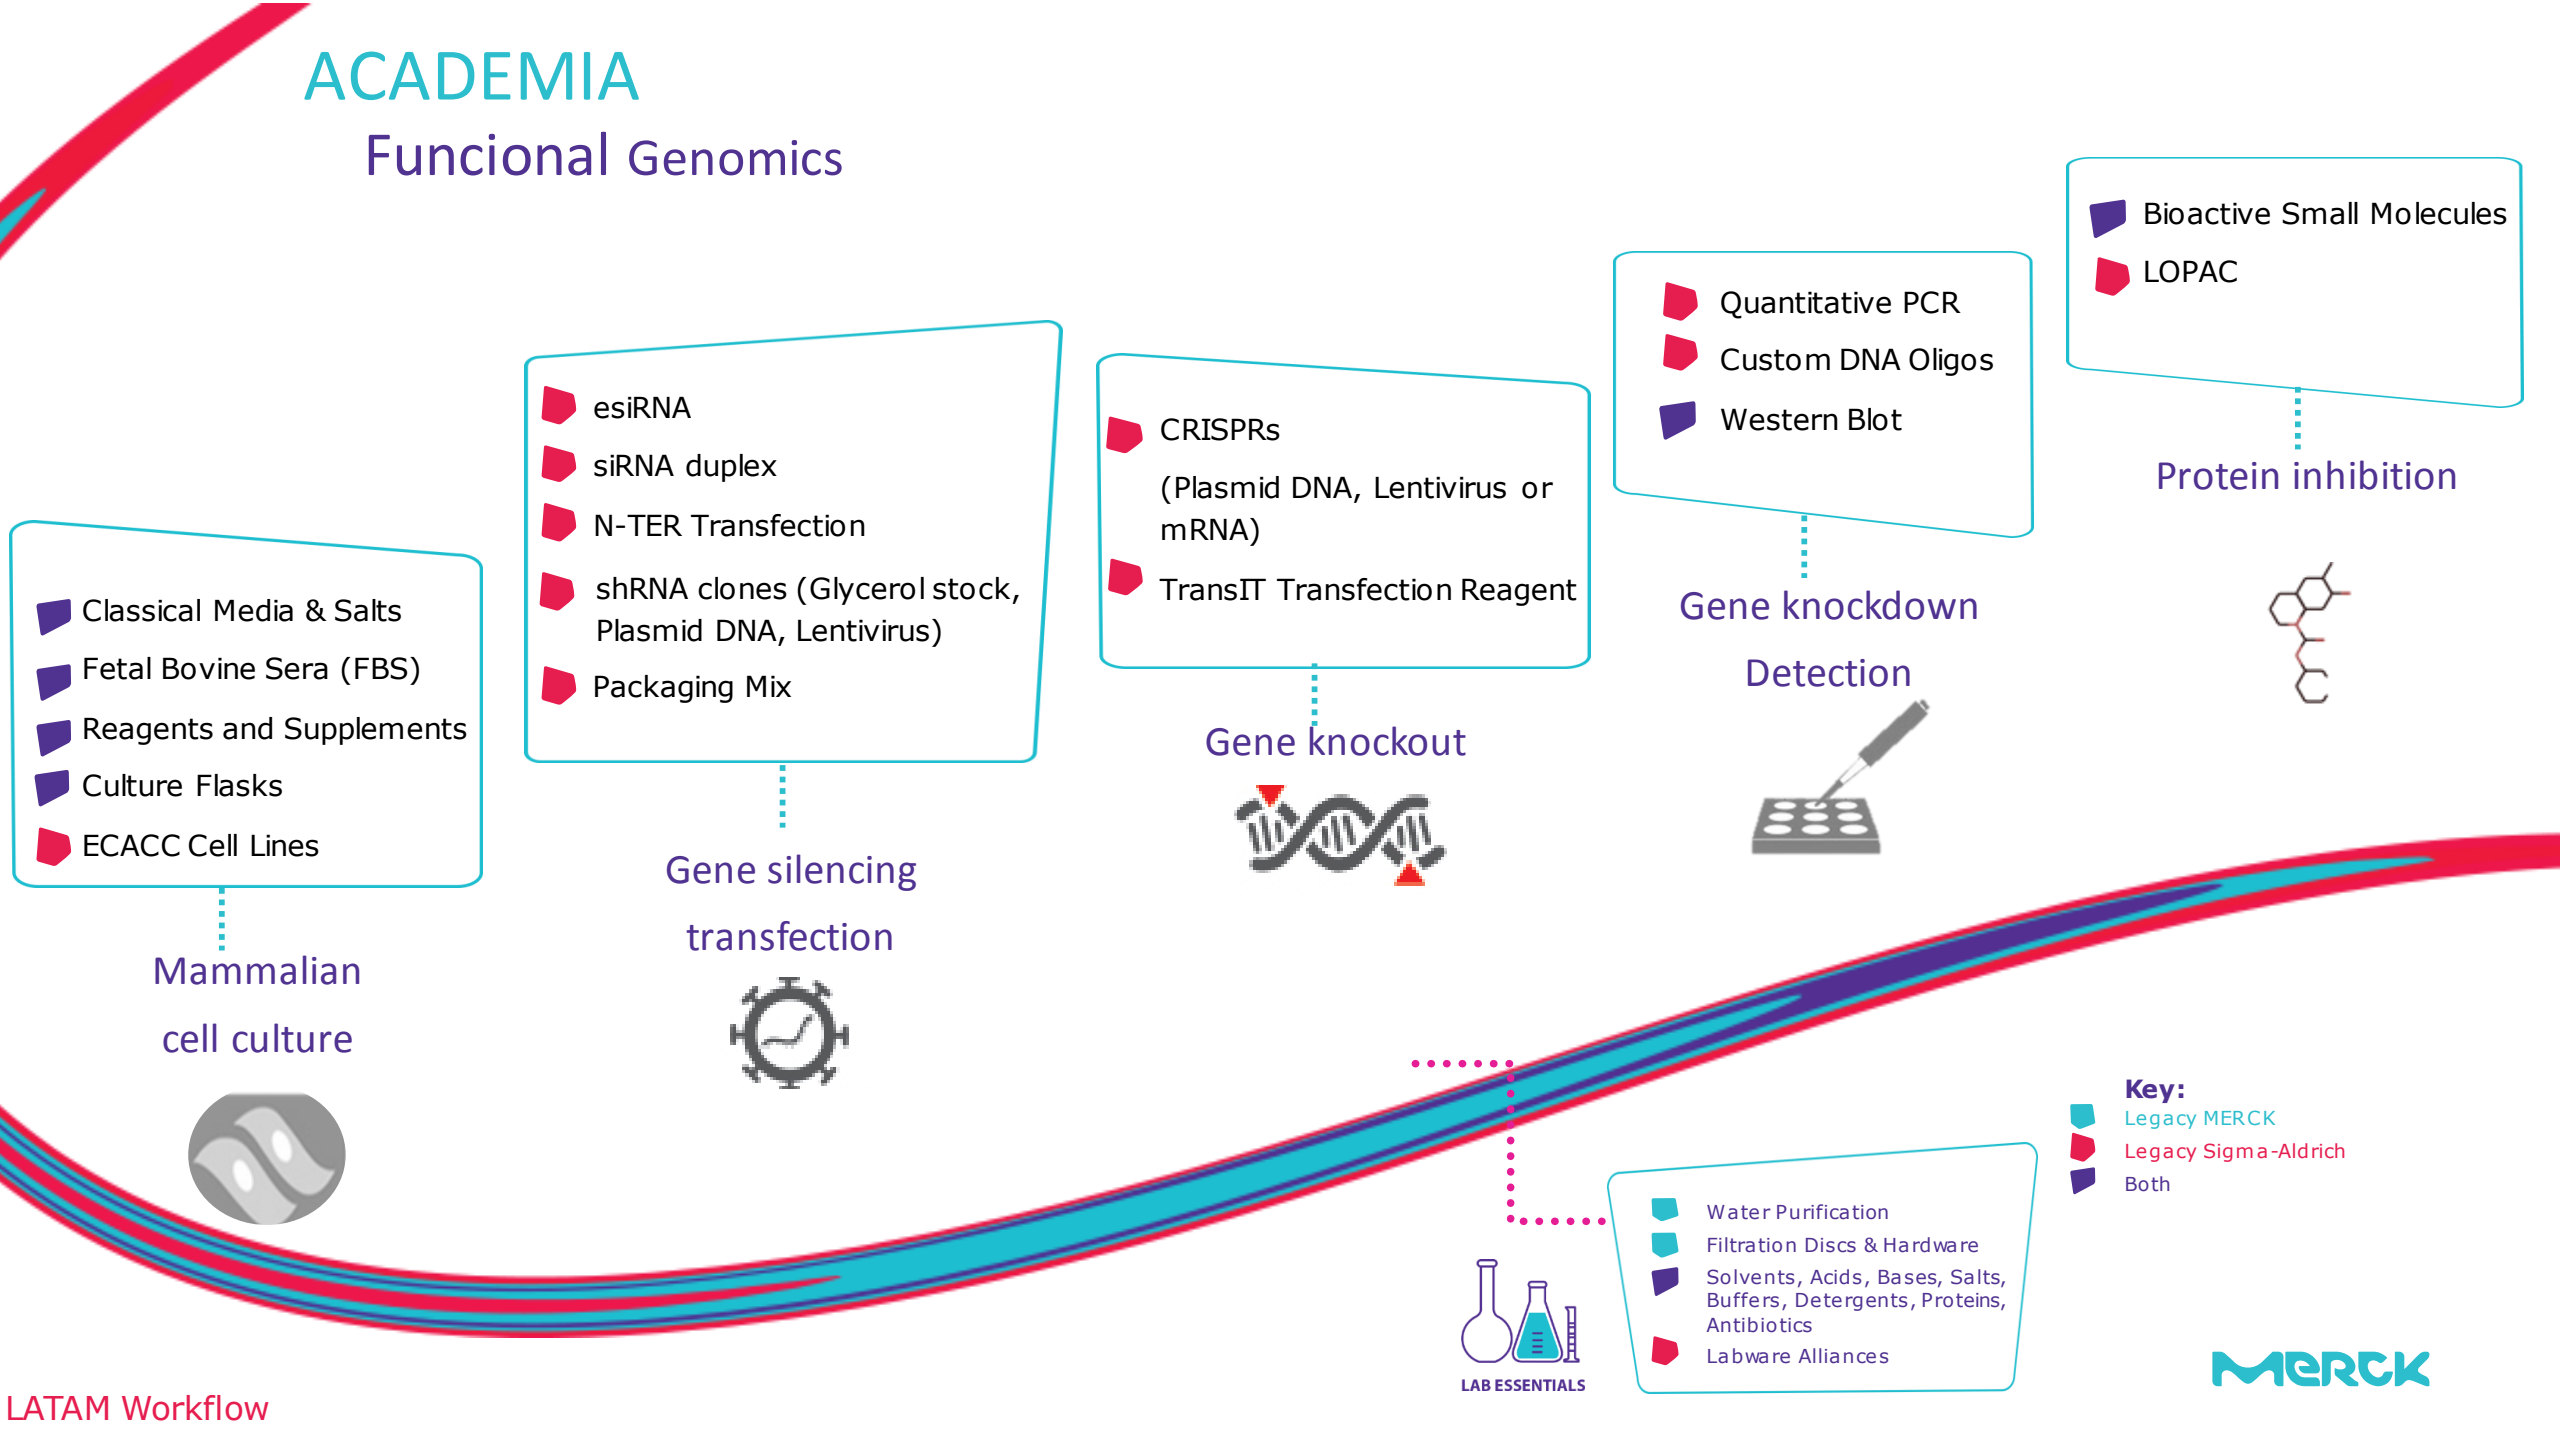 ACADEMIA
Funcional Genomics
Classical Media & Salts
Fetal Bovine Sera (FBS)
Reagents and Supplements
Culture Flasks
ECACC Cell Lines
Mammalian
cell culture
esiRNA
siRNA duplex
N-TER Transfection
shRNA clones (Glycerol stock,
Plasmid DNA, Lentivirus)
Packaging Mix
Gene silencing
transfection
CRISPRs
(Plasmid DNA, Lentivirus or
mRNA)
TransIT Transfection Reagent
Gene knockout
Quantitative PCR
Custom DNA Oligos
Western Blot
Gene knockdown
Detection
Bioactive Small Molecules
LOPAC
Protein inhibition
Key:
Legacy MERCK
Legacy Sigma-Aldrich
Both
Water Purification
Filtration Discs & Hardware
Solvents, Acids, Bases, Salts,
Buffers, Detergents, Proteins,
Antibiotics
Labware Alliances
LAB ESSENTIALS
MERCK
LATAM Workflow